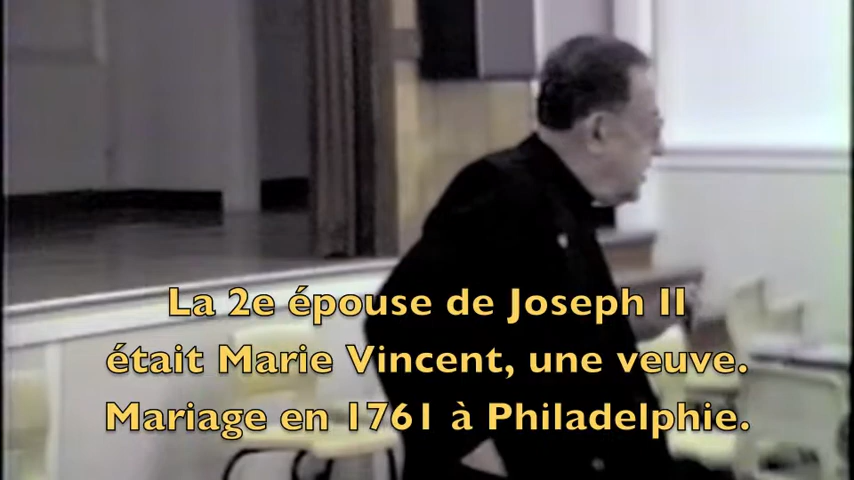 La 2e épouse de Joseph II
était Marie Vincent, une veuve.
Mariage en 1761 à Philadelphie.